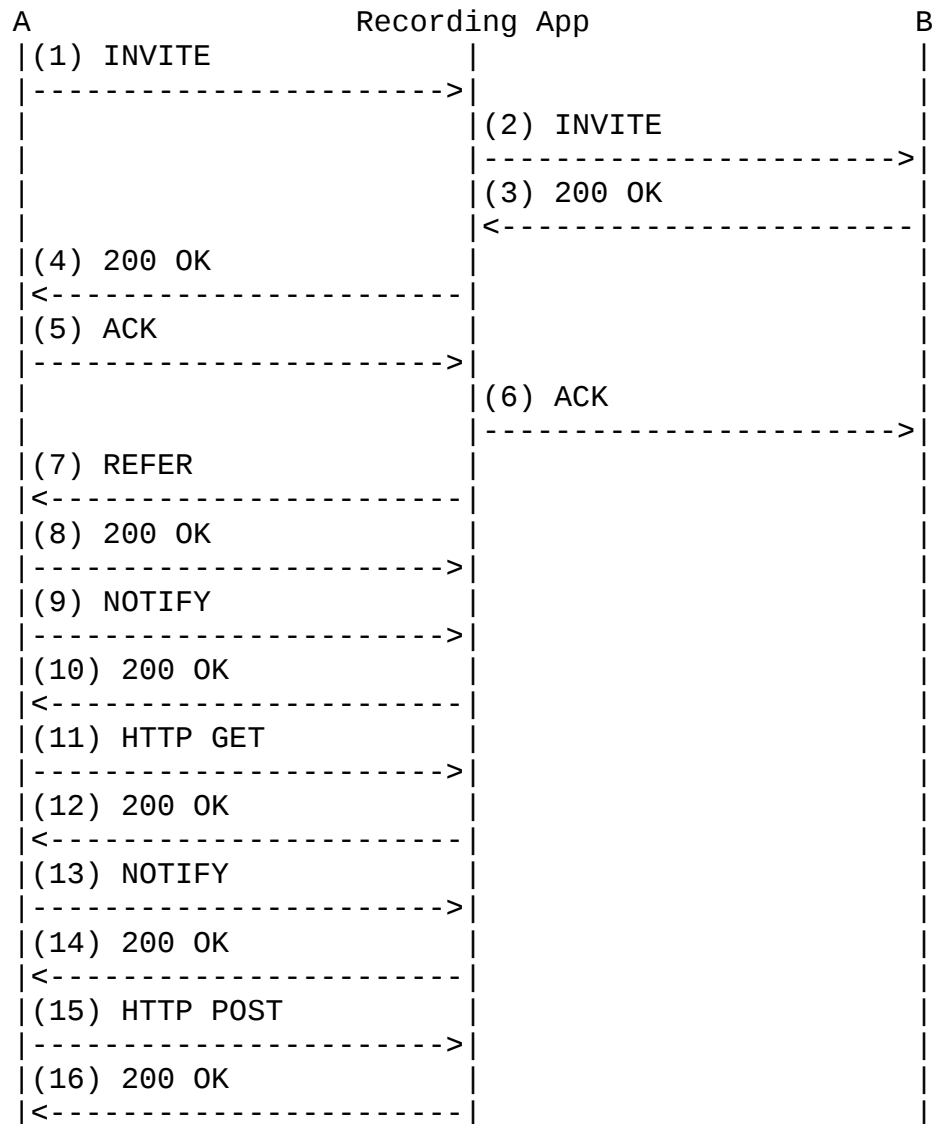 A Recording App B
(1) INVITE
(2) INVITE
(3) 200 OK
(4) 200 OK
(5) ACK
(6) ACK
(7) REFER
(8) 200 OK
(9) NOTIFY
(10) 200 OK
(11) HTTP GET
(12) 200 OK
(13) NOTIFY
(14) 200 OK
(15) HTTP POST
(16) 200 OK